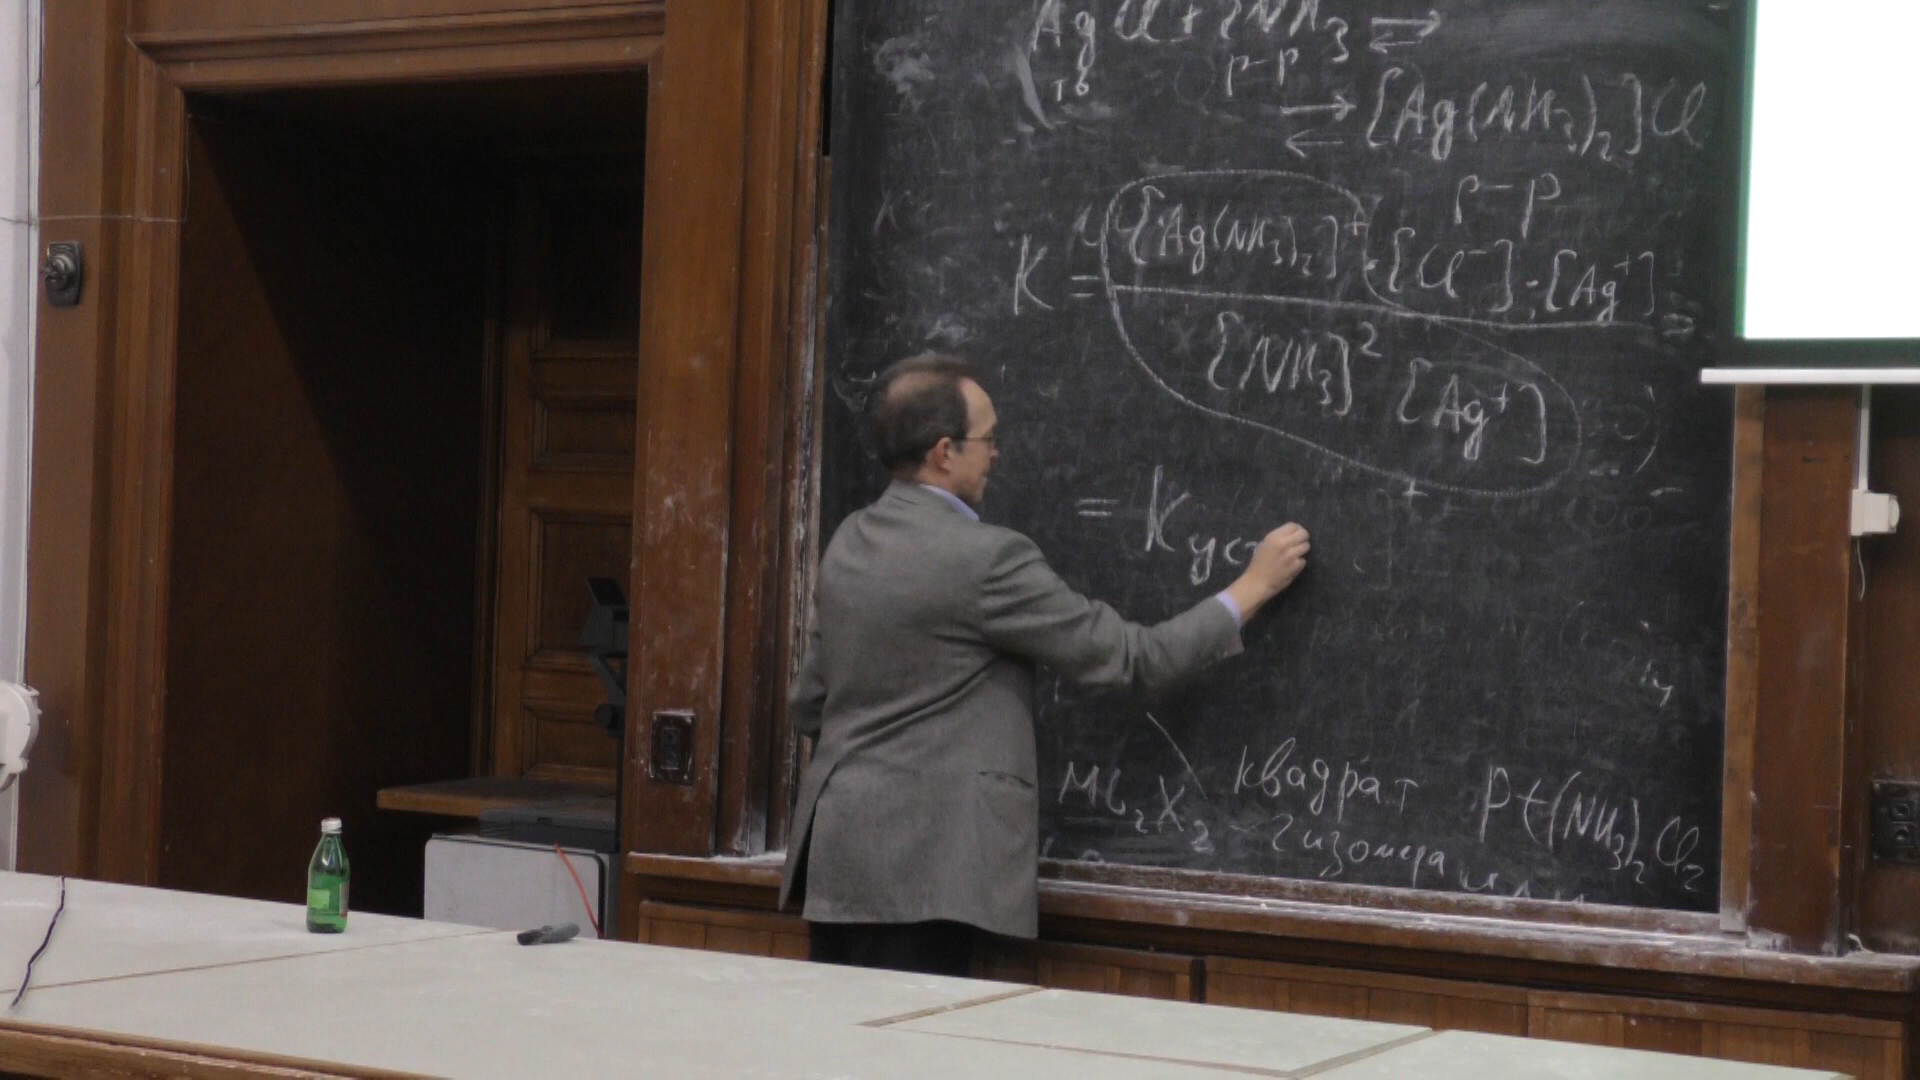 AgCl + 2NH₃ ⇄
тв р-р
⇄ [Ag(NH₃)₂]Cl
р-р
K = [Ag(NH₃)₂]⁺ · [Cl⁻] · [Ag⁺] =
[NH₃]² [Ag⁺]
= K уст
ML₂X₂ квадрат Pt(NH₃)₂Cl₂
2 изомера